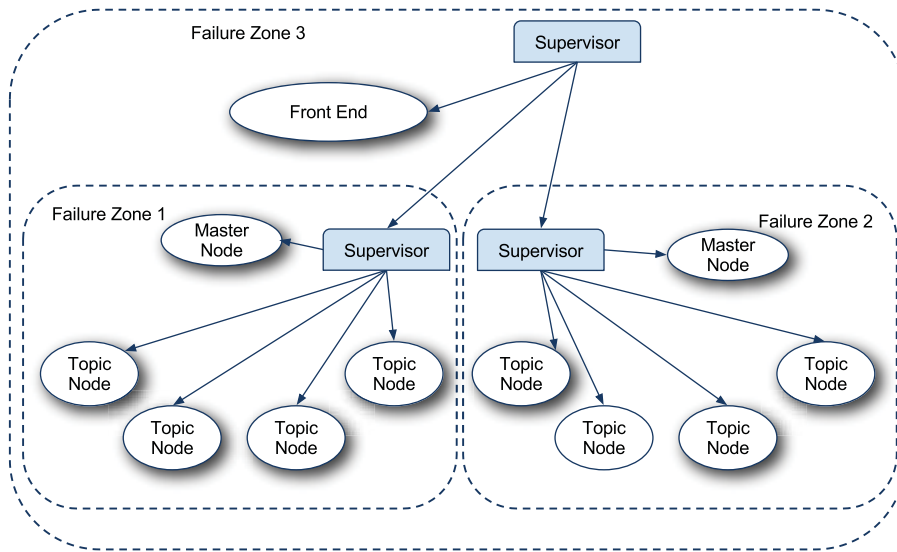 Failure Zone 3
Supervisor
Front End
Failure Zone 1
Master
Node
Supervisor
Supervisor
Failure Zone 2
Master
Node
Topic
Node
Topic
Node
Topic
Node
Topic
Node
Topic
Node
Topic
Node
Topic
Node
Topic
Node